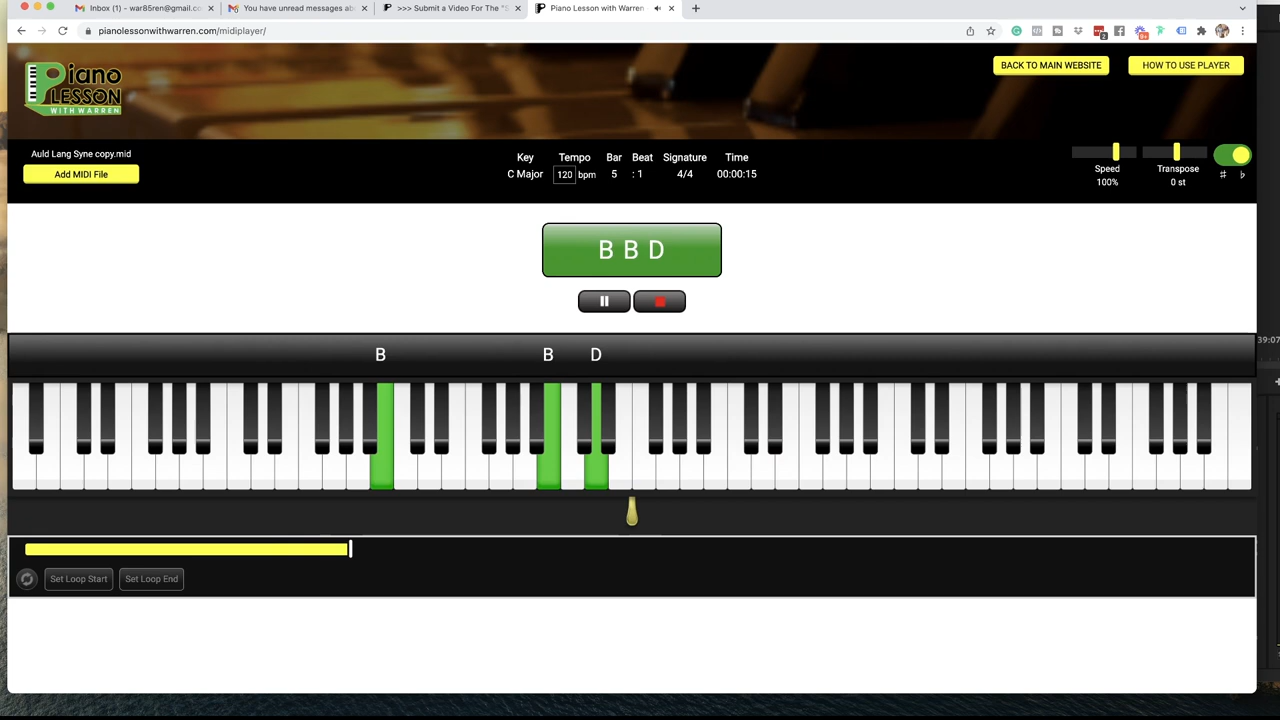 Inbox (1) - war85ren@gmail.co
You have unread messages ab
>>> Submit a Video For The "S
Piano Lesson with Warren
pianolessonwithwarren.com/midiplayer/
Piano
LESSON
WITH WARREN
BACK TO MAIN WEBSITE
HOW TO USE PLAYER
Auld Lang Syne copy.mid
Add MIDI File
Key Tempo Bar Beat Signature Time
C Major 120 bpm 5 : 1 4/4 00:00:15
Speed
100%
Transpose
0 st
♯ ♭
B B D
B B D
39:07
Set Loop Start
Set Loop End